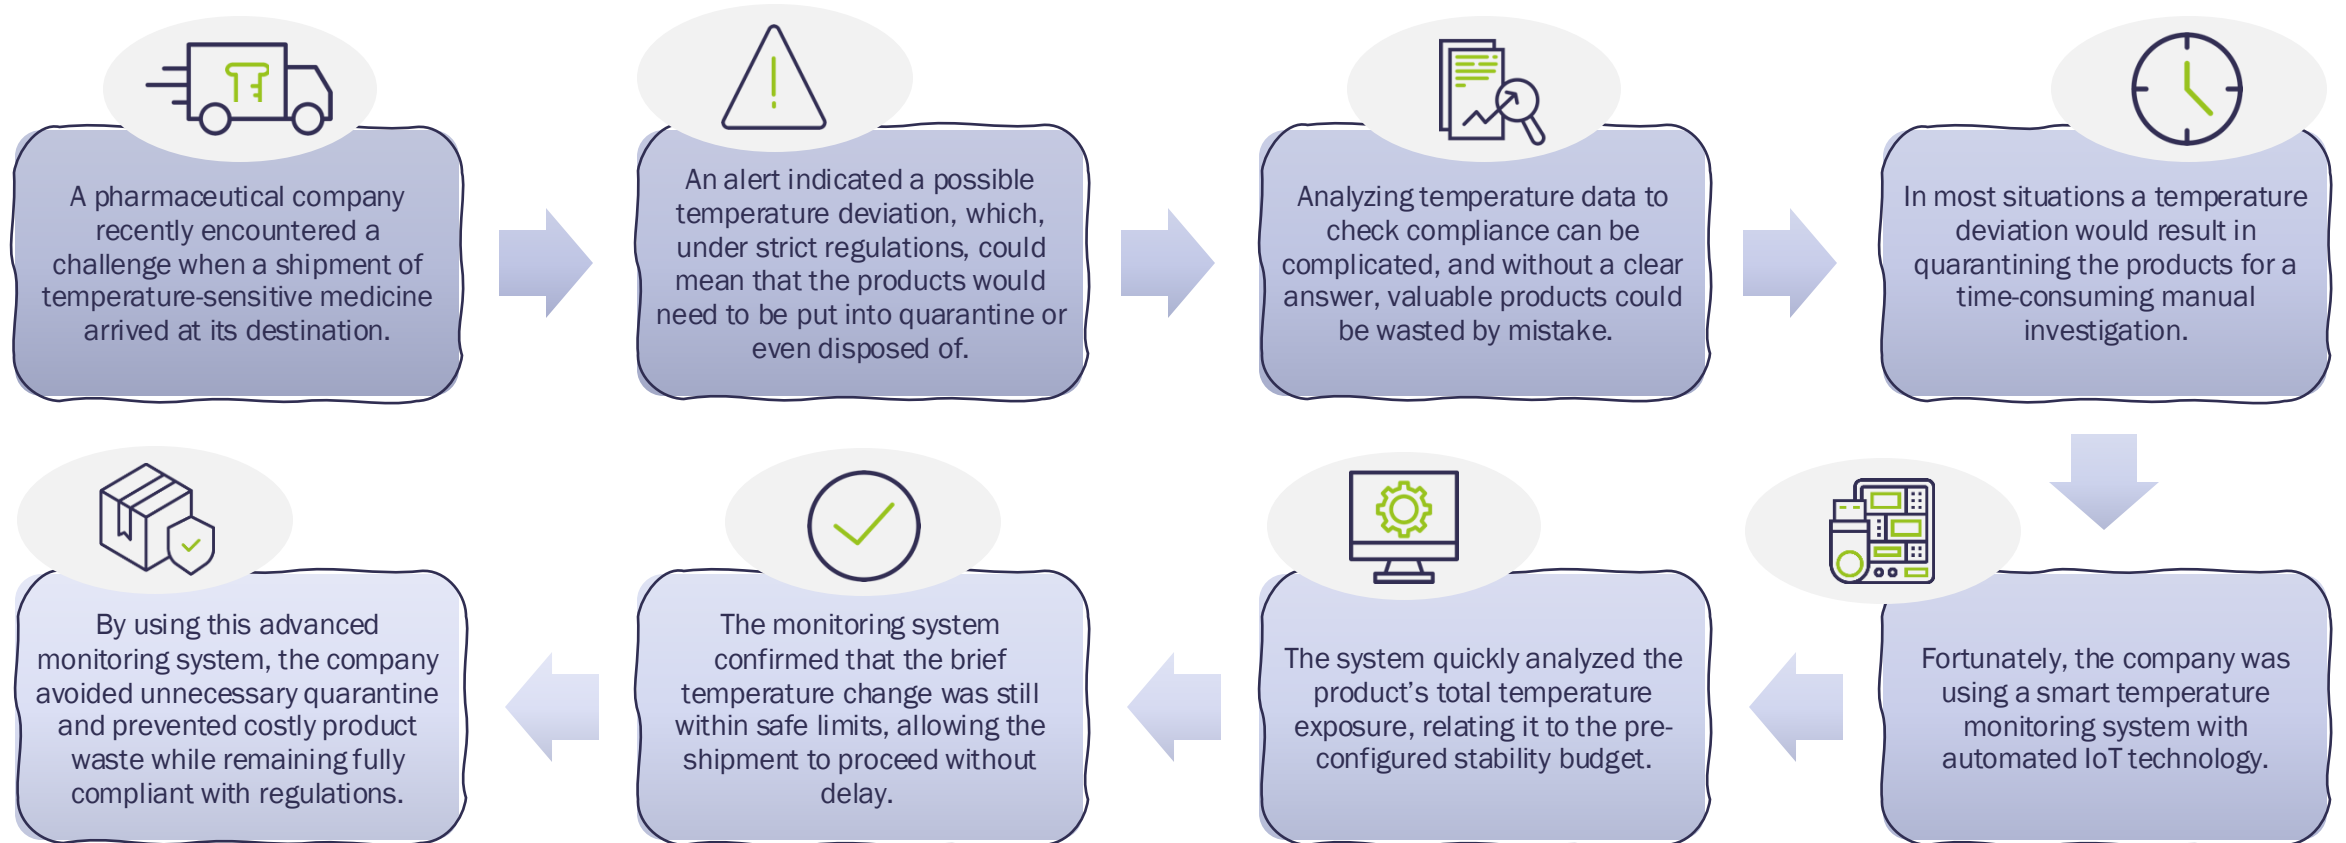 A pharmaceutical company
recently encountered a
challenge when a shipment of
temperature-sensitive medicine
arrived at its destination.
An alert indicated a possible
temperature deviation, which,
under strict regulations, could
mean that the products would
need to be put into quarantine or
even disposed of.
Analyzing temperature data to
check compliance can be
complicated, and without a clear
answer, valuable products could
be wasted by mistake.
In most situations a temperature
deviation would result in
quarantining the products for a
time-consuming manual
investigation.
Fortunately, the company was
using a smart temperature
monitoring system with
automated IoT technology.
The system quickly analyzed the
product’s total temperature
exposure, relating it to the pre-
configured stability budget.
The monitoring system
confirmed that the brief
temperature change was still
within safe limits, allowing the
shipment to proceed without
delay.
By using this advanced
monitoring system, the company
avoided unnecessary quarantine
and prevented costly product
waste while remaining fully
compliant with regulations.